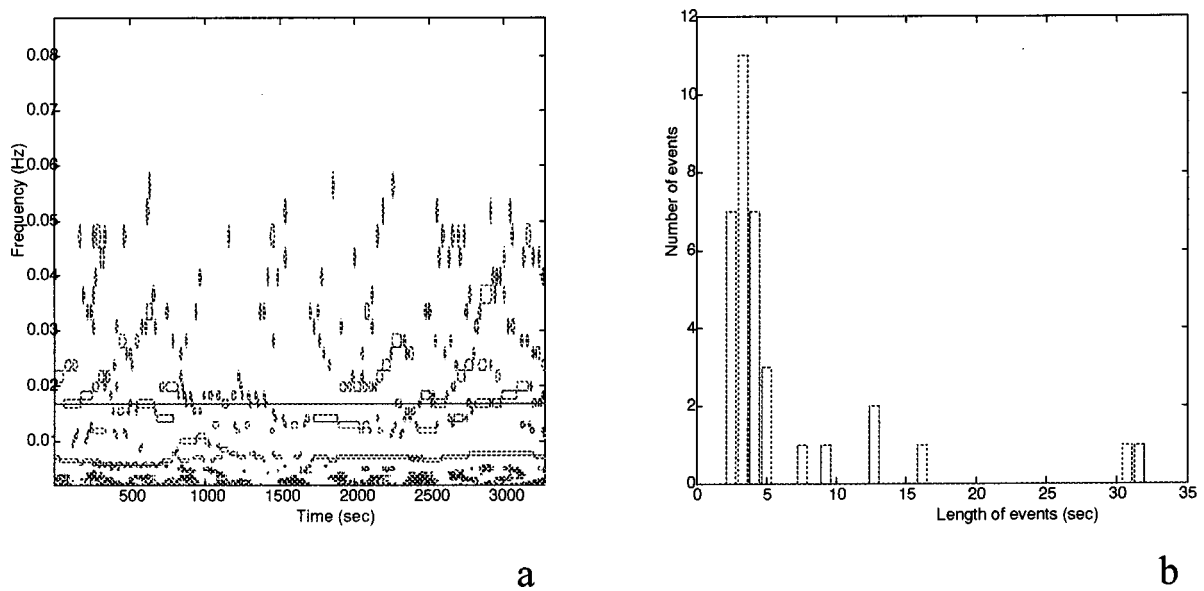 0.08
0.07
0.06
0.05
0.04
0.03
0.02
0.01
Frequency (Hz)
500 1000 1500 2000 2500 3000
Time (sec)
a
12
10
8
6
4
2
0
Number of events
0 5 10 15 20 25 30 35
Length of events (sec)
b